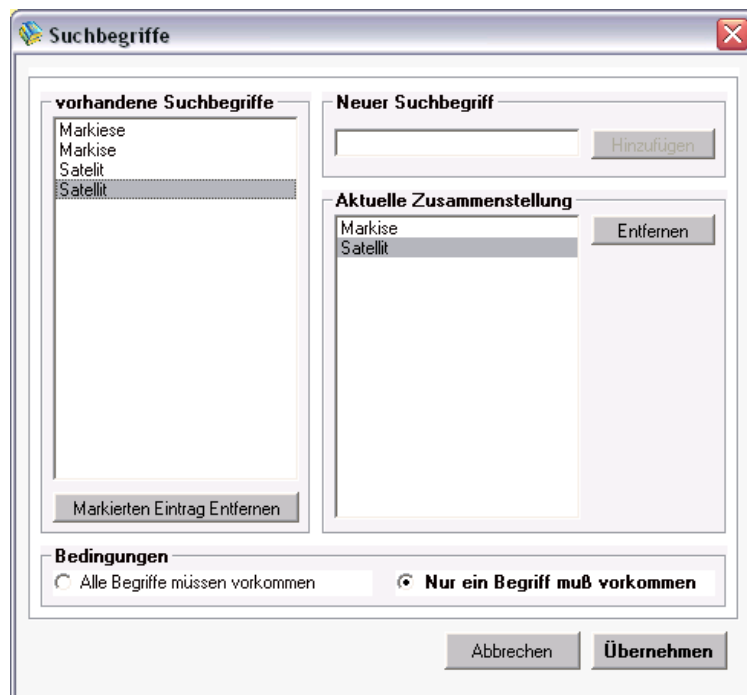 Suchbegriffe
vorhandene Suchbegriffe
Markiese
Markise
Satelit
Satellit
Markierten Eintrag Entfernen
Neuer Suchbegriff
Hinzufügen
Aktuelle Zusammenstellung
Markise
Satellit
Entfernen
Bedingungen
Alle Begriffe müssen vorkommen
Nur ein Begriff muß vorkommen
Abbrechen
Übernehmen